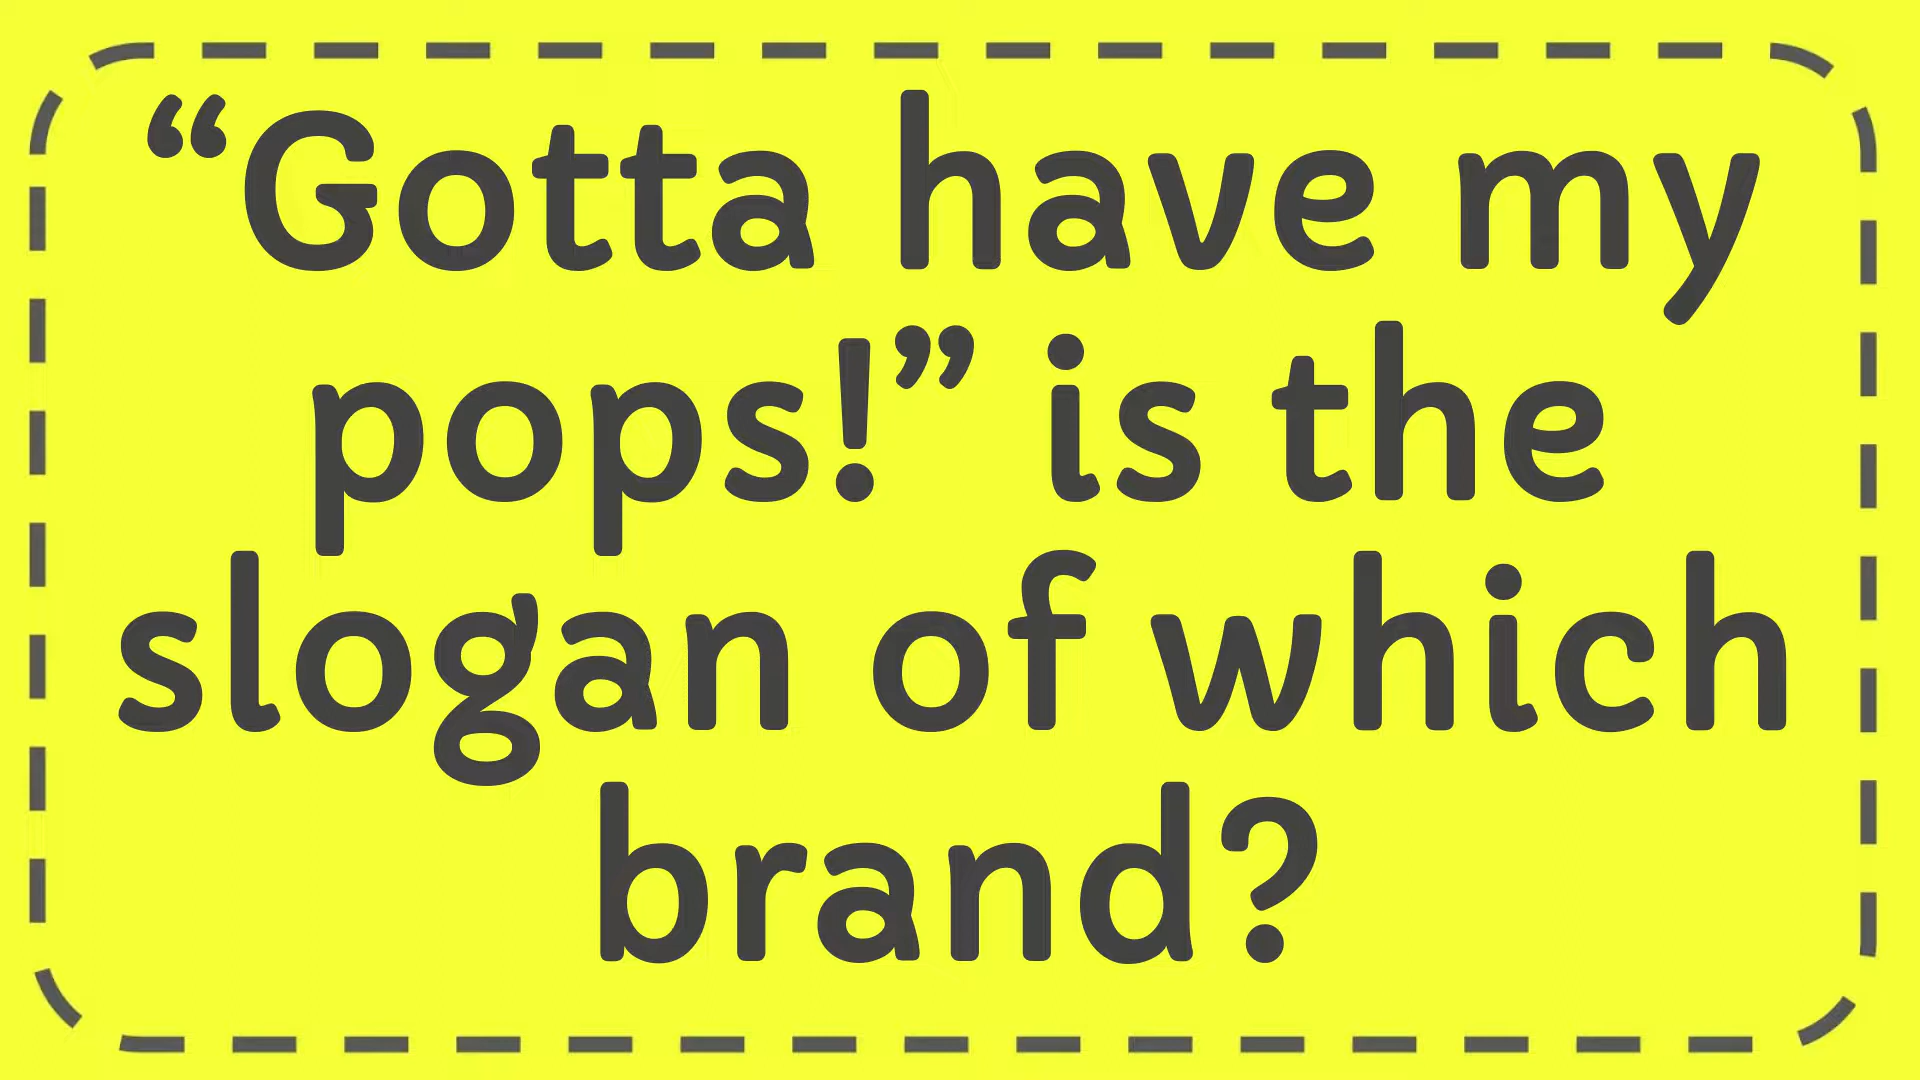 “Gotta have my
pops!” is the
slogan of which
brand?